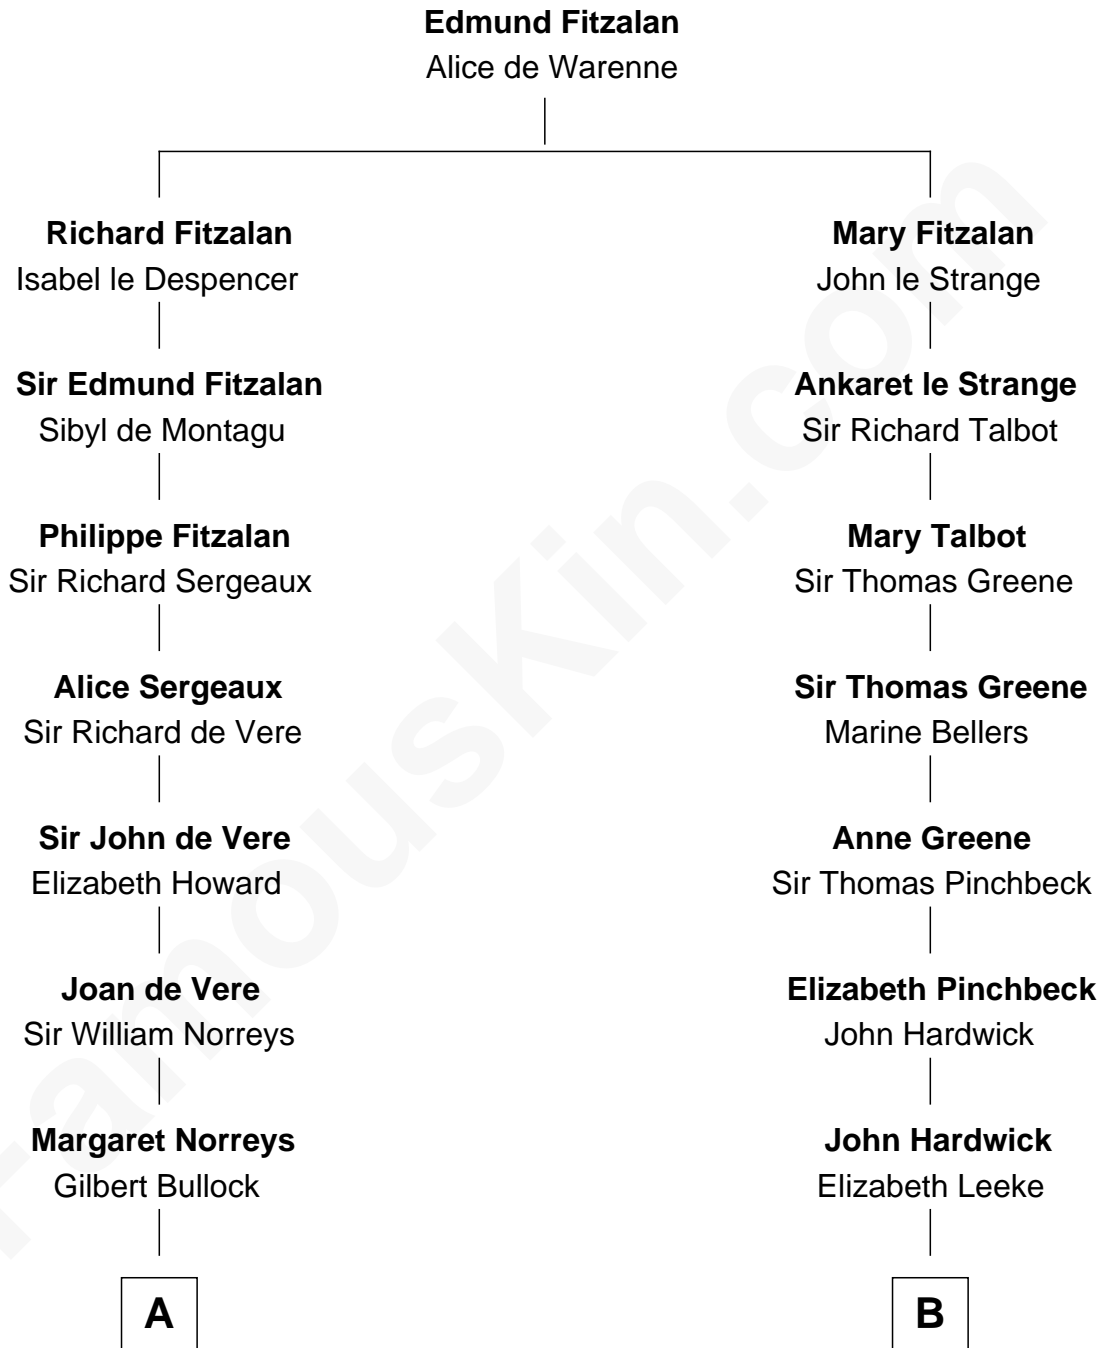 Edmund Fitzalan
Alice de Warenne
Richard Fitzalan
Isabel le Despencer
Mary Fitzalan
John le Strange
Sir Edmund Fitzalan
Sibyl de Montagu
Ankaret le Strange
Sir Richard Talbot
Philippe Fitzalan
Sir Richard Sergeaux
Mary Talbot
Sir Thomas Greene
Alice Sergeaux
Sir Richard de Vere
Sir Thomas Greene
Marine Bellers
Sir John de Vere
Elizabeth Howard
Anne Greene
Sir Thomas Pinchbeck
Joan de Vere
Sir William Norreys
Elizabeth Pinchbeck
John Hardwick
Margaret Norreys
Gilbert Bullock
John Hardwick
Elizabeth Leeke
A
B
FamousKin.com